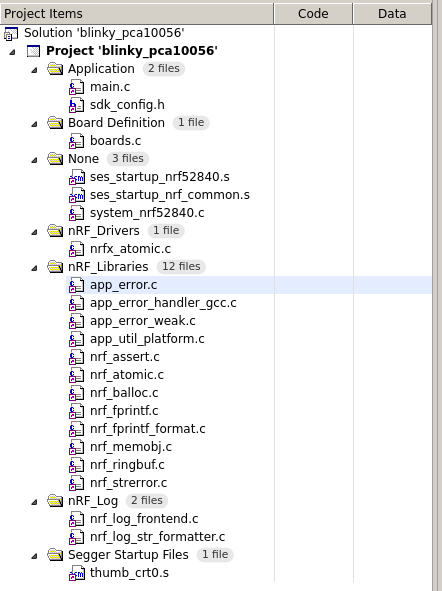 Project Items Code Data
Solution 'blinky_pca10056'
Project 'blinky_pca10056'
Application 2 files
main.c
sdk_config.h
Board Definition 1 file
boards.c
None 3 files
ses_startup_nrf52840.s
ses_startup_nrf_common.s
system_nrf52840.c
nRF_Drivers 1 file
nrfx_atomic.c
nRF_Libraries 12 files
app_error.c
app_error_handler_gcc.c
app_error_weak.c
app_util_platform.c
nrf_assert.c
nrf_atomic.c
nrf_balloc.c
nrf_fprintf.c
nrf_fprintf_format.c
nrf_memobj.c
nrf_ringbuf.c
nrf_strerror.c
nRF_Log 2 files
nrf_log_frontend.c
nrf_log_str_formatter.c
Segger Startup Files 1 file
thumb_crt0.s